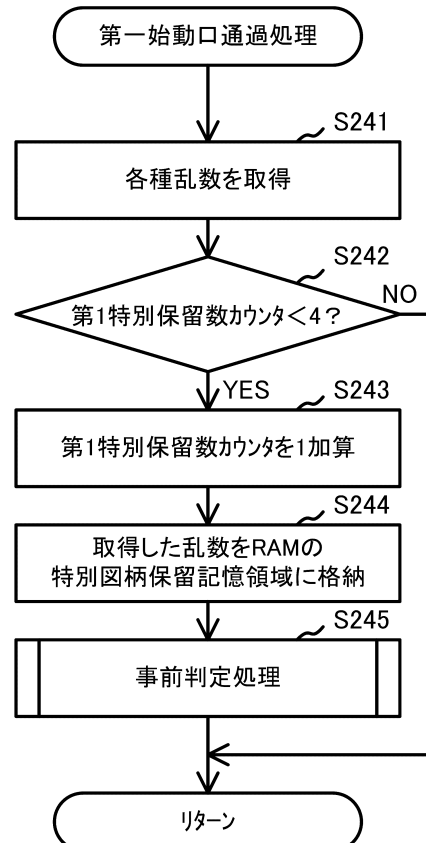 第一始動口通過処理
S241
各種乱数を取得
S242
第1特別保留数カウンタ<4？
NO
YES
S243
第1特別保留数カウンタを1加算
S244
取得した乱数をRAMの
特別図柄保留記憶領域に格納
S245
事前判定処理
リターン